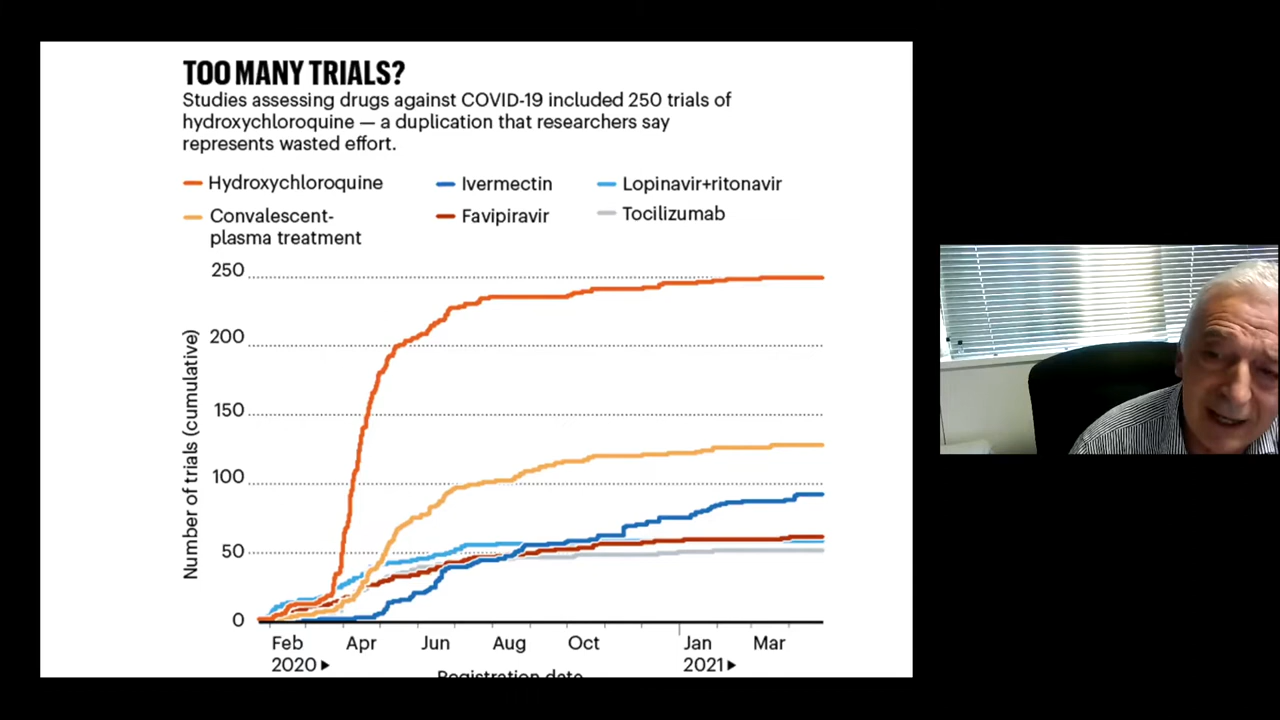 TOO MANY TRIALS?
Studies assessing drugs against COVID-19 included 250 trials of
hydroxychloroquine — a duplication that researchers say
represents wasted effort.
Hydroxychloroquine
Ivermectin
Lopinavir+ritonavir
Convalescent-
plasma treatment
Favipiravir
Tocilizumab
Number of trials (cumulative)
250
200
150
100
50
0
Feb Apr Jun Aug Oct Jan Mar
2020 ▶ 2021 ▶
Registration date